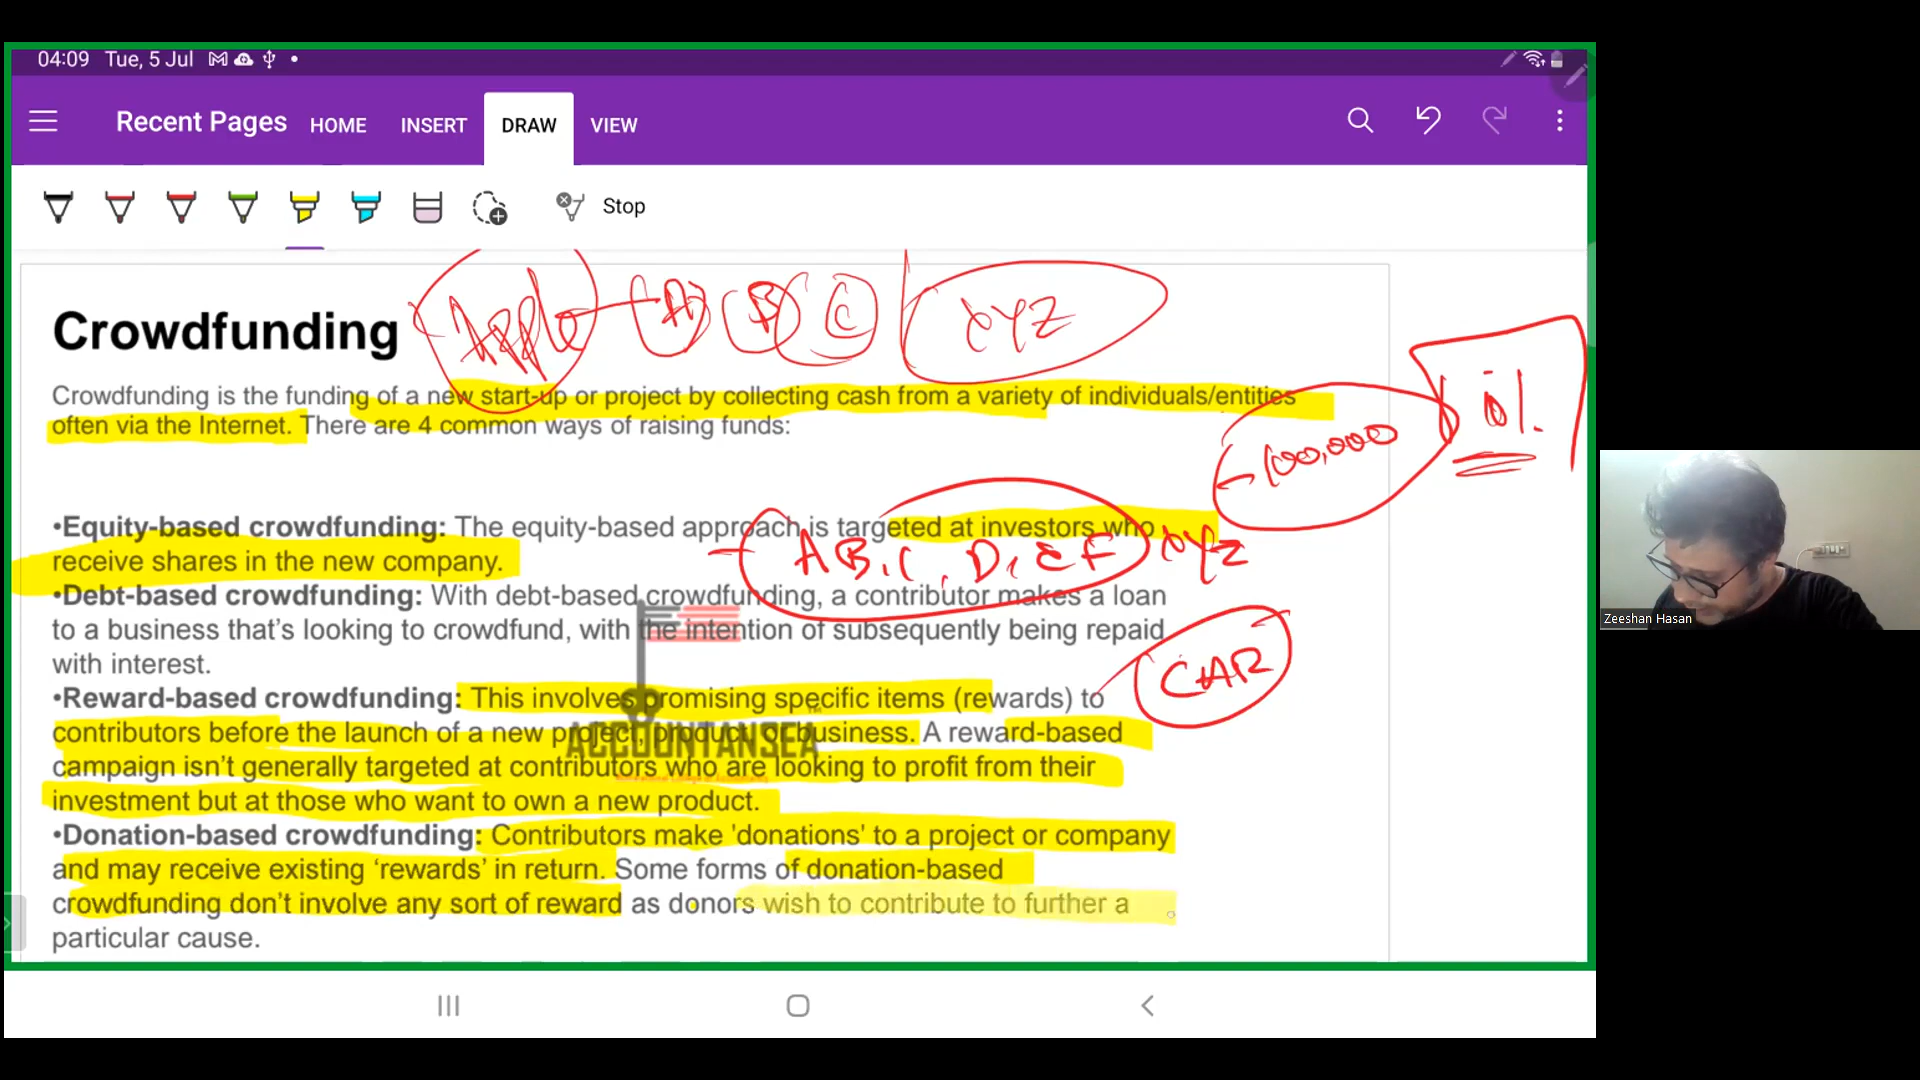 04:09 Tue, 5 Jul
Recent Pages HOME INSERT DRAW VIEW
Stop
Apple A B C XYZ
Crowdfunding
Crowdfunding is the funding of a new start-up or project by collecting cash from a variety of individuals/entities
often via the Internet. There are 4 common ways of raising funds:
100,000
•Equity-based crowdfunding: The equity-based approach is targeted at investors who
receive shares in the new company.
A B, C, D, E F XYZ
•Debt-based crowdfunding: With debt-based crowdfunding, a contributor makes a loan
to a business that's looking to crowdfund, with the intention of subsequently being repaid
with interest.
CAR
•Reward-based crowdfunding: This involves promising specific items (rewards) to
contributors before the launch of a new project, product or business. A reward-based
campaign isn't generally targeted at contributors who are looking to profit from their
investment but at those who want to own a new product.
ACCOUNTANSEA
•Donation-based crowdfunding: Contributors make 'donations' to a project or company
and may receive existing ‘rewards’ in return. Some forms of donation-based
crowdfunding don't involve any sort of reward as donors wish to contribute to further a
particular cause.
Zeeshan Hasan